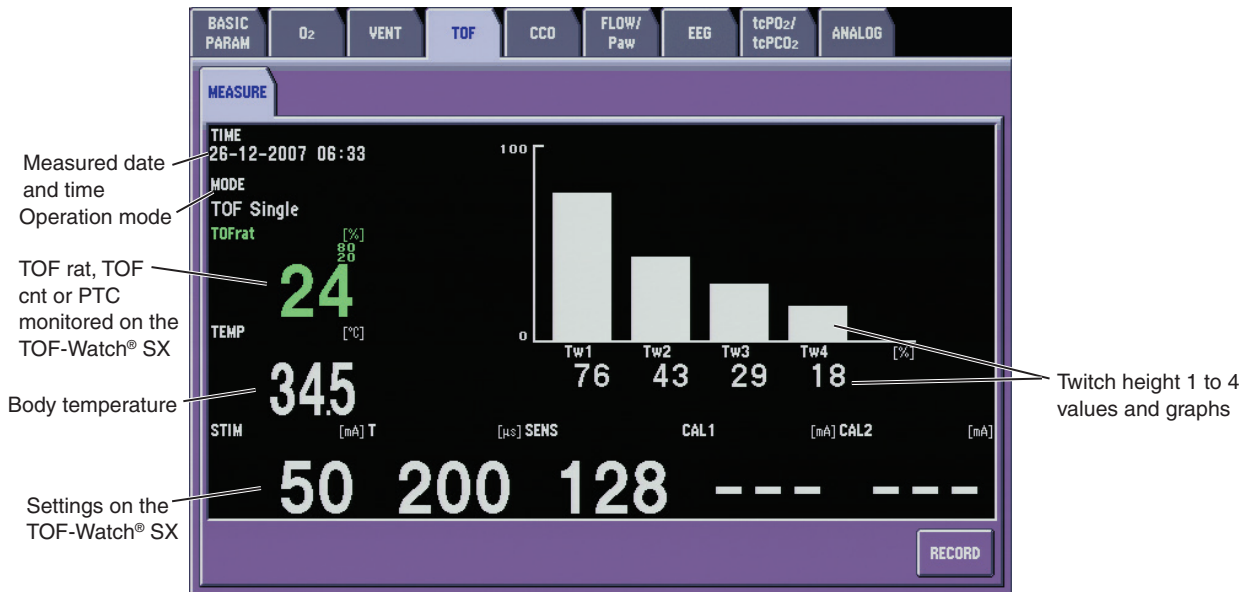 BASIC PARAM
O2
VENT
TOF
CCO
FLOW/ Paw
EEG
tcPO2/ tcPCO2
ANALOG
MEASURE
TIME
26-12-2007 06:33
MODE
TOF Single
TOFrat [%]
80
20
24
TEMP [°C]
34.5
100
0
Tw1 Tw2 Tw3 Tw4 [%]
76 43 29 18
STIM [mA] T [µs] SENS CAL1 [mA] CAL2 [mA]
50 200 128 --- ---
RECORD
Measured date
and time
Operation mode
TOF rat, TOF
cnt or PTC
monitored on the
TOF-Watch® SX
Body temperature
Settings on the
TOF-Watch® SX
Twitch height 1 to 4
values and graphs